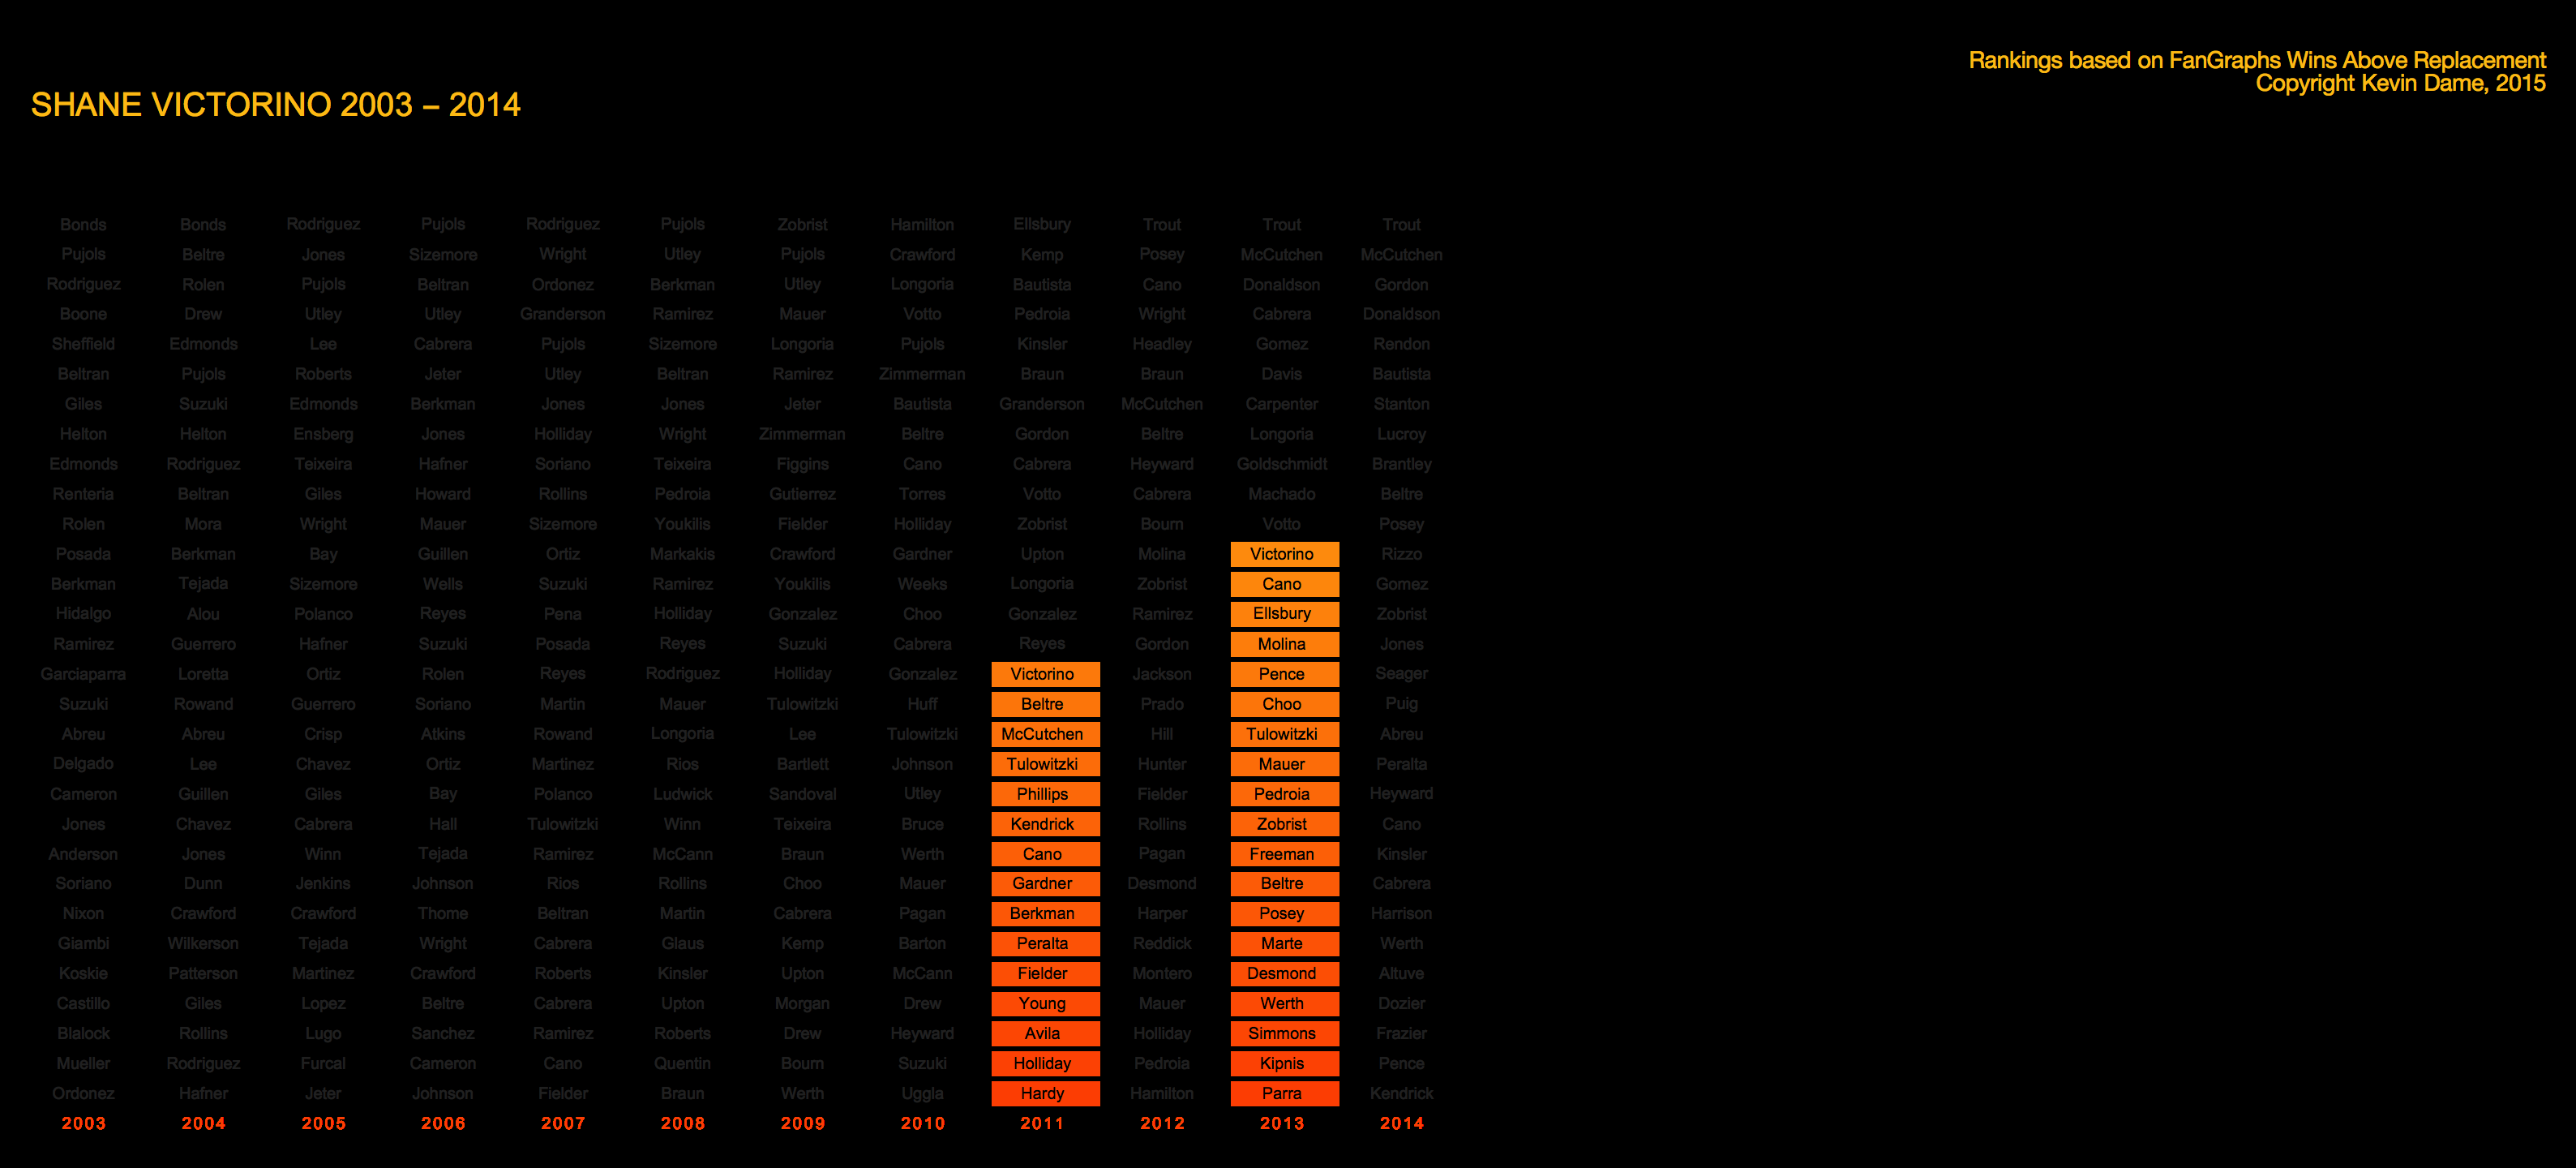 Rankings based on FanGraphs Wins Above Replacement
Copyright Kevin Dame, 2015
SHANE VICTORINO 2003 – 2014
Bonds Bonds Rodriguez Pujols Rodriguez Pujols Zobrist Hamilton Ellsbury Trout Trout Trout
Pujols Beltre Jones Sizemore Wright Utley Pujols Crawford Kemp Posey McCutchen McCutchen
Rodriguez Rolen Pujols Beltran Ordonez Berkman Utley Longoria Bautista Cano Donaldson Gordon
Boone Drew Utley Utley Granderson Ramirez Mauer Votto Pedroia Wright Cabrera Donaldson
Sheffield Edmonds Lee Cabrera Pujols Sizemore Longoria Pujols Kinsler Headley Gomez Rendon
Beltran Pujols Roberts Jeter Utley Beltran Ramirez Zimmerman Braun Braun Davis Bautista
Giles Suzuki Edmonds Berkman Jones Jones Jeter Bautista Granderson McCutchen Carpenter Stanton
Helton Helton Ensberg Jones Holliday Wright Zimmerman Beltre Gordon Beltre Longoria Lucroy
Edmonds Rodriguez Teixeira Hafner Soriano Teixeira Figgins Cano Cabrera Heyward Goldschmidt Brantley
Renteria Beltran Giles Howard Rollins Pedroia Gutierrez Torres Votto Cabrera Machado Beltre
Rolen Mora Wright Mauer Sizemore Youkilis Fielder Holliday Zobrist Bourn Votto Posey
Posada Berkman Bay Guillen Ortiz Markakis Crawford Gardner Upton Molina Victorino Rizzo
Berkman Tejada Sizemore Wells Suzuki Ramirez Youkilis Weeks Longoria Zobrist Cano Gomez
Hidalgo Alou Polanco Reyes Pena Holliday Gonzalez Choo Gonzalez Ramirez Ellsbury Zobrist
Ramirez Guerrero Hafner Suzuki Posada Reyes Suzuki Cabrera Reyes Gordon Molina Jones
Garciaparra Loretta Ortiz Rolen Reyes Rodriguez Holliday Gonzalez Victorino Jackson Pence Seager
Suzuki Rowand Guerrero Soriano Martin Mauer Tulowitzki Huff Beltre Prado Choo Puig
Abreu Abreu Crisp Atkins Rowand Longoria Lee Tulowitzki McCutchen Hill Tulowitzki Abreu
Delgado Lee Chavez Ortiz Martinez Rios Bartlett Johnson Tulowitzki Hunter Mauer Peralta
Cameron Guillen Giles Bay Polanco Ludwick Sandoval Utley Phillips Fielder Pedroia Heyward
Jones Chavez Cabrera Hall Tulowitzki Winn Teixeira Bruce Kendrick Rollins Zobrist Cano
Anderson Jones Winn Tejada Ramirez McCann Braun Werth Cano Pagan Freeman Kinsler
Soriano Dunn Jenkins Johnson Rios Rollins Choo Mauer Gardner Desmond Beltre Cabrera
Nixon Crawford Crawford Thome Beltran Martin Cabrera Pagan Berkman Harper Posey Harrison
Giambi Wilkerson Tejada Wright Cabrera Glaus Kemp Barton Peralta Reddick Marte Werth
Koskie Patterson Martinez Crawford Roberts Kinsler Upton McCann Fielder Montero Desmond Altuve
Castillo Giles Lopez Beltre Cabrera Upton Morgan Drew Young Mauer Werth Dozier
Blalock Rollins Lugo Sanchez Ramirez Roberts Drew Heyward Avila Holliday Simmons Frazier
Mueller Rodriguez Furcal Cameron Cano Quentin Bourn Suzuki Holliday Pedroia Kipnis Pence
Ordonez Hafner Jeter Johnson Fielder Braun Werth Uggla Hardy Hamilton Parra Kendrick
2003 2004 2005 2006 2007 2008 2009 2010 2011 2012 2013 2014